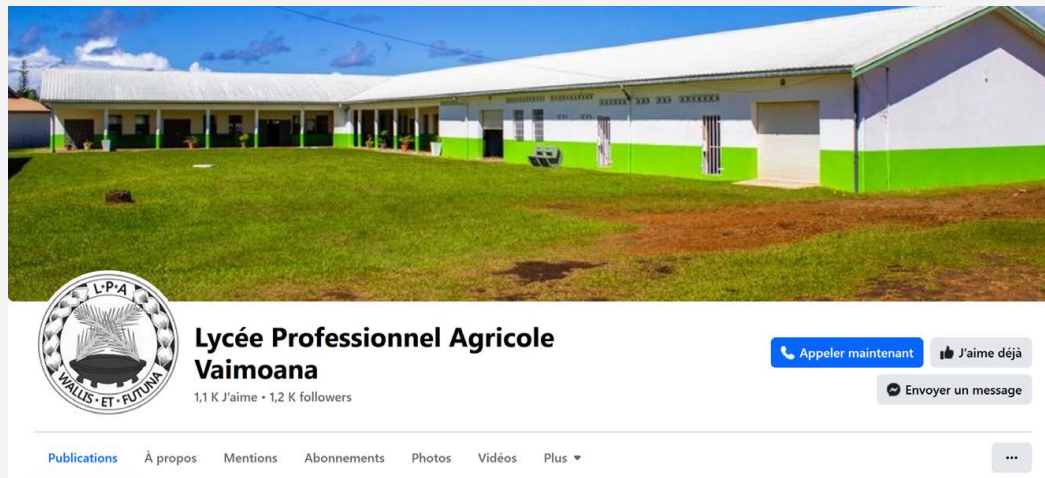 L·P·A
WALLIS·ET·FUTUNA
Lycée Professionnel Agricole
Vaimoana
1,1 K J’aime • 1,2 K followers
Appeler maintenant
J’aime déjà
Envoyer un message
Publications
À propos
Mentions
Abonnements
Photos
Vidéos
Plus